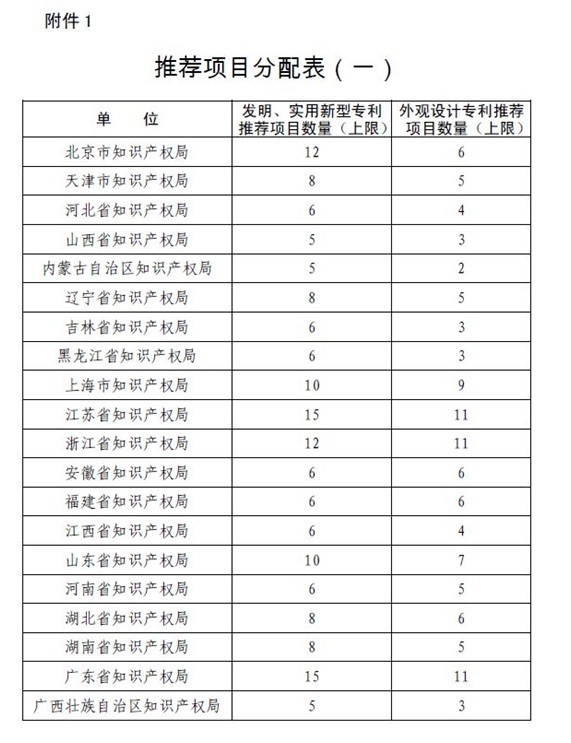 附件1
推荐项目分配表（一）
单　位 发明、实用新型专利推荐项目数量（上限） 外观设计专利推荐项目数量（上限）
北京市知识产权局 12 6
天津市知识产权局 8 5
河北省知识产权局 6 4
山西省知识产权局 5 3
内蒙古自治区知识产权局 5 2
辽宁省知识产权局 8 5
吉林省知识产权局 6 3
黑龙江省知识产权局 6 3
上海市知识产权局 10 9
江苏省知识产权局 15 11
浙江省知识产权局 12 11
安徽省知识产权局 6 6
福建省知识产权局 6 6
江西省知识产权局 6 4
山东省知识产权局 10 7
河南省知识产权局 6 5
湖北省知识产权局 8 6
湖南省知识产权局 8 5
广东省知识产权局 15 11
广西壮族自治区知识产权局 5 3